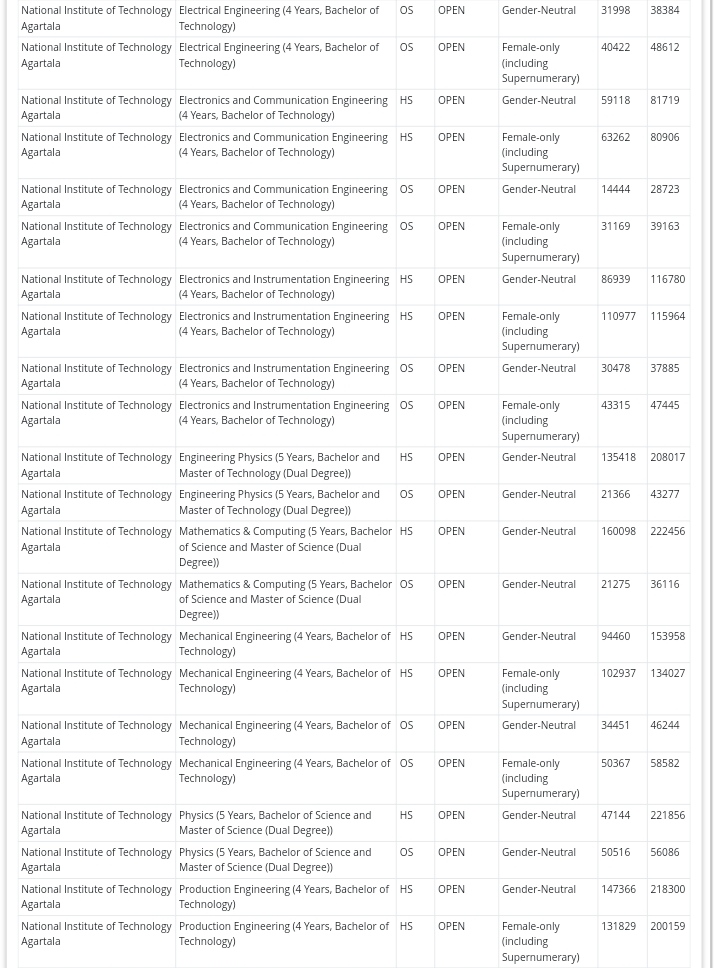 National Institute of Technology Electrical Engineering (4 Years, Bachelor of OS OPEN Gender-Neutral 31998 38384
Agartala Technology)
National Institute of Technology Electrical Engineering (4 Years, Bachelor of OS OPEN Female-only 40422 48612
Agartala Technology) (including
Supernumerary)
National Institute of Technology Electronics and Communication Engineering HS OPEN Gender-Neutral 59118 81719
Agartala (4 Years, Bachelor of Technology)
National Institute of Technology Electronics and Communication Engineering HS OPEN Female-only 63262 80906
Agartala (4 Years, Bachelor of Technology) (including
Supernumerary)
National Institute of Technology Electronics and Communication Engineering OS OPEN Gender-Neutral 14444 28723
Agartala (4 Years, Bachelor of Technology)
National Institute of Technology Electronics and Communication Engineering OS OPEN Female-only 31169 39163
Agartala (4 Years, Bachelor of Technology) (including
Supernumerary)
National Institute of Technology Electronics and Instrumentation Engineering HS OPEN Gender-Neutral 86939 116780
Agartala (4 Years, Bachelor of Technology)
National Institute of Technology Electronics and Instrumentation Engineering HS OPEN Female-only 110977 115964
Agartala (4 Years, Bachelor of Technology) (including
Supernumerary)
National Institute of Technology Electronics and Instrumentation Engineering OS OPEN Gender-Neutral 30478 37885
Agartala (4 Years, Bachelor of Technology)
National Institute of Technology Electronics and Instrumentation Engineering OS OPEN Female-only 43315 47445
Agartala (4 Years, Bachelor of Technology) (including
Supernumerary)
National Institute of Technology Engineering Physics (5 Years, Bachelor and HS OPEN Gender-Neutral 135418 208017
Agartala Master of Technology (Dual Degree))
National Institute of Technology Engineering Physics (5 Years, Bachelor and OS OPEN Gender-Neutral 21366 43277
Agartala Master of Technology (Dual Degree))
National Institute of Technology Mathematics & Computing (5 Years, Bachelor HS OPEN Gender-Neutral 160098 222456
Agartala of Science and Master of Science (Dual
Degree))
National Institute of Technology Mathematics & Computing (5 Years, Bachelor OS OPEN Gender-Neutral 21275 36116
Agartala of Science and Master of Science (Dual
Degree))
National Institute of Technology Mechanical Engineering (4 Years, Bachelor of HS OPEN Gender-Neutral 94460 153958
Agartala Technology)
National Institute of Technology Mechanical Engineering (4 Years, Bachelor of HS OPEN Female-only 102937 134027
Agartala Technology) (including
Supernumerary)
National Institute of Technology Mechanical Engineering (4 Years, Bachelor of OS OPEN Gender-Neutral 34451 46244
Agartala Technology)
National Institute of Technology Mechanical Engineering (4 Years, Bachelor of OS OPEN Female-only 50367 58582
Agartala Technology) (including
Supernumerary)
National Institute of Technology Physics (5 Years, Bachelor of Science and HS OPEN Gender-Neutral 47144 221856
Agartala Master of Science (Dual Degree))
National Institute of Technology Physics (5 Years, Bachelor of Science and OS OPEN Gender-Neutral 50516 56086
Agartala Master of Science (Dual Degree))
National Institute of Technology Production Engineering (4 Years, Bachelor of HS OPEN Gender-Neutral 147366 218300
Agartala Technology)
National Institute of Technology Production Engineering (4 Years, Bachelor of HS OPEN Female-only 131829 200159
Agartala Technology) (including
Supernumerary)